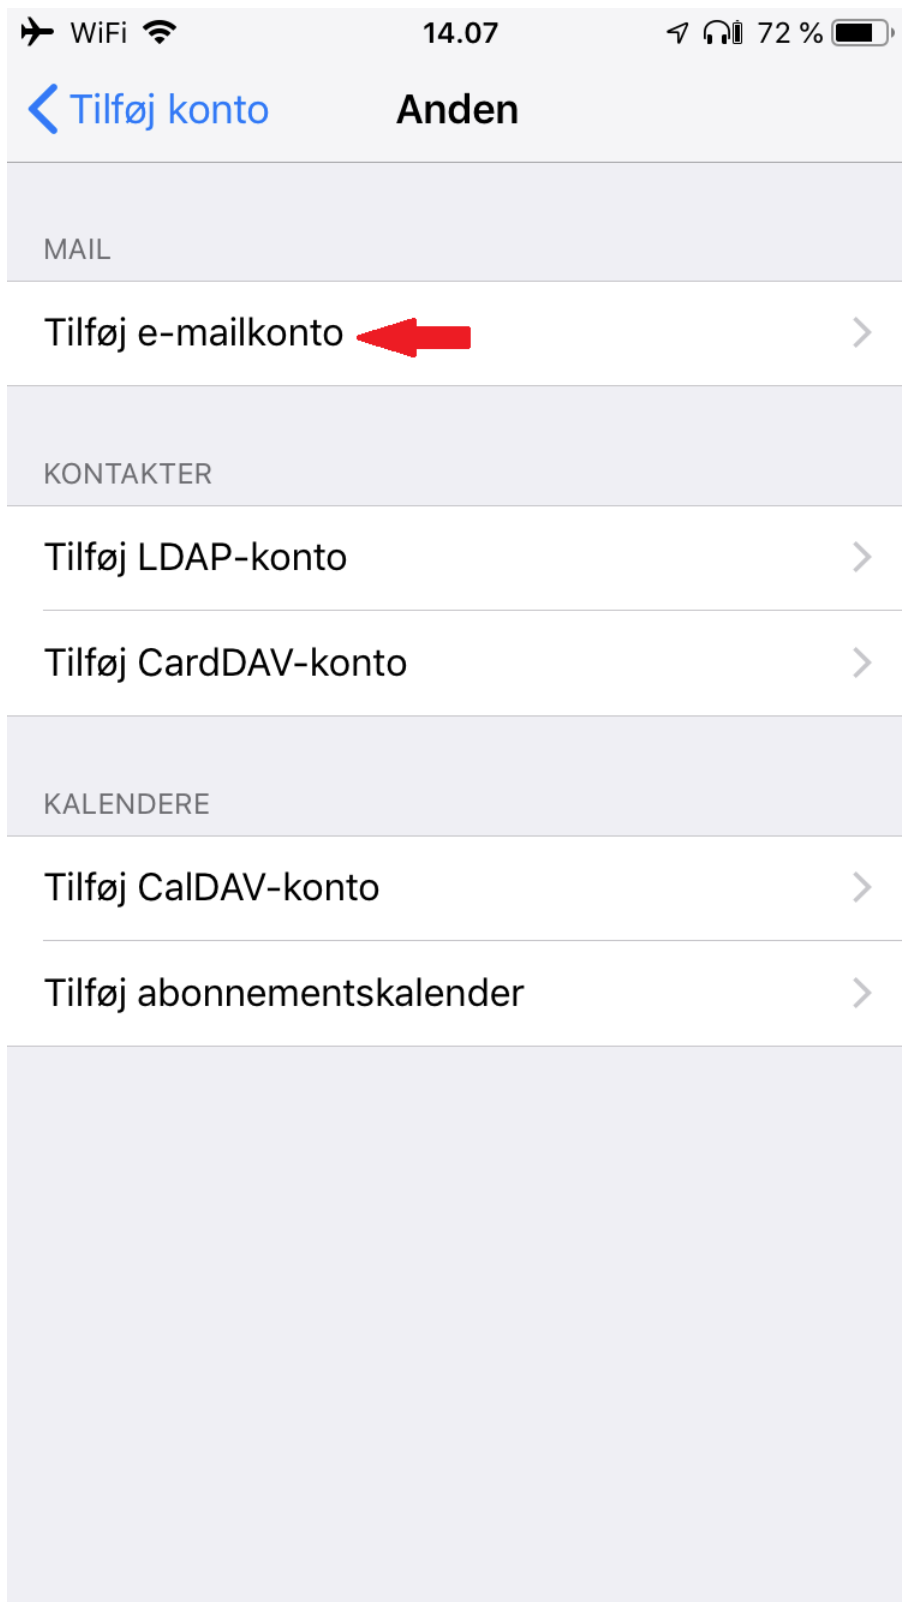 WiFi 14.07 72 %
Tilføj konto Anden
MAIL
Tilføj e-mailkonto
KONTAKTER
Tilføj LDAP-konto
Tilføj CardDAV-konto
KALENDERE
Tilføj CalDAV-konto
Tilføj abonnementskalender